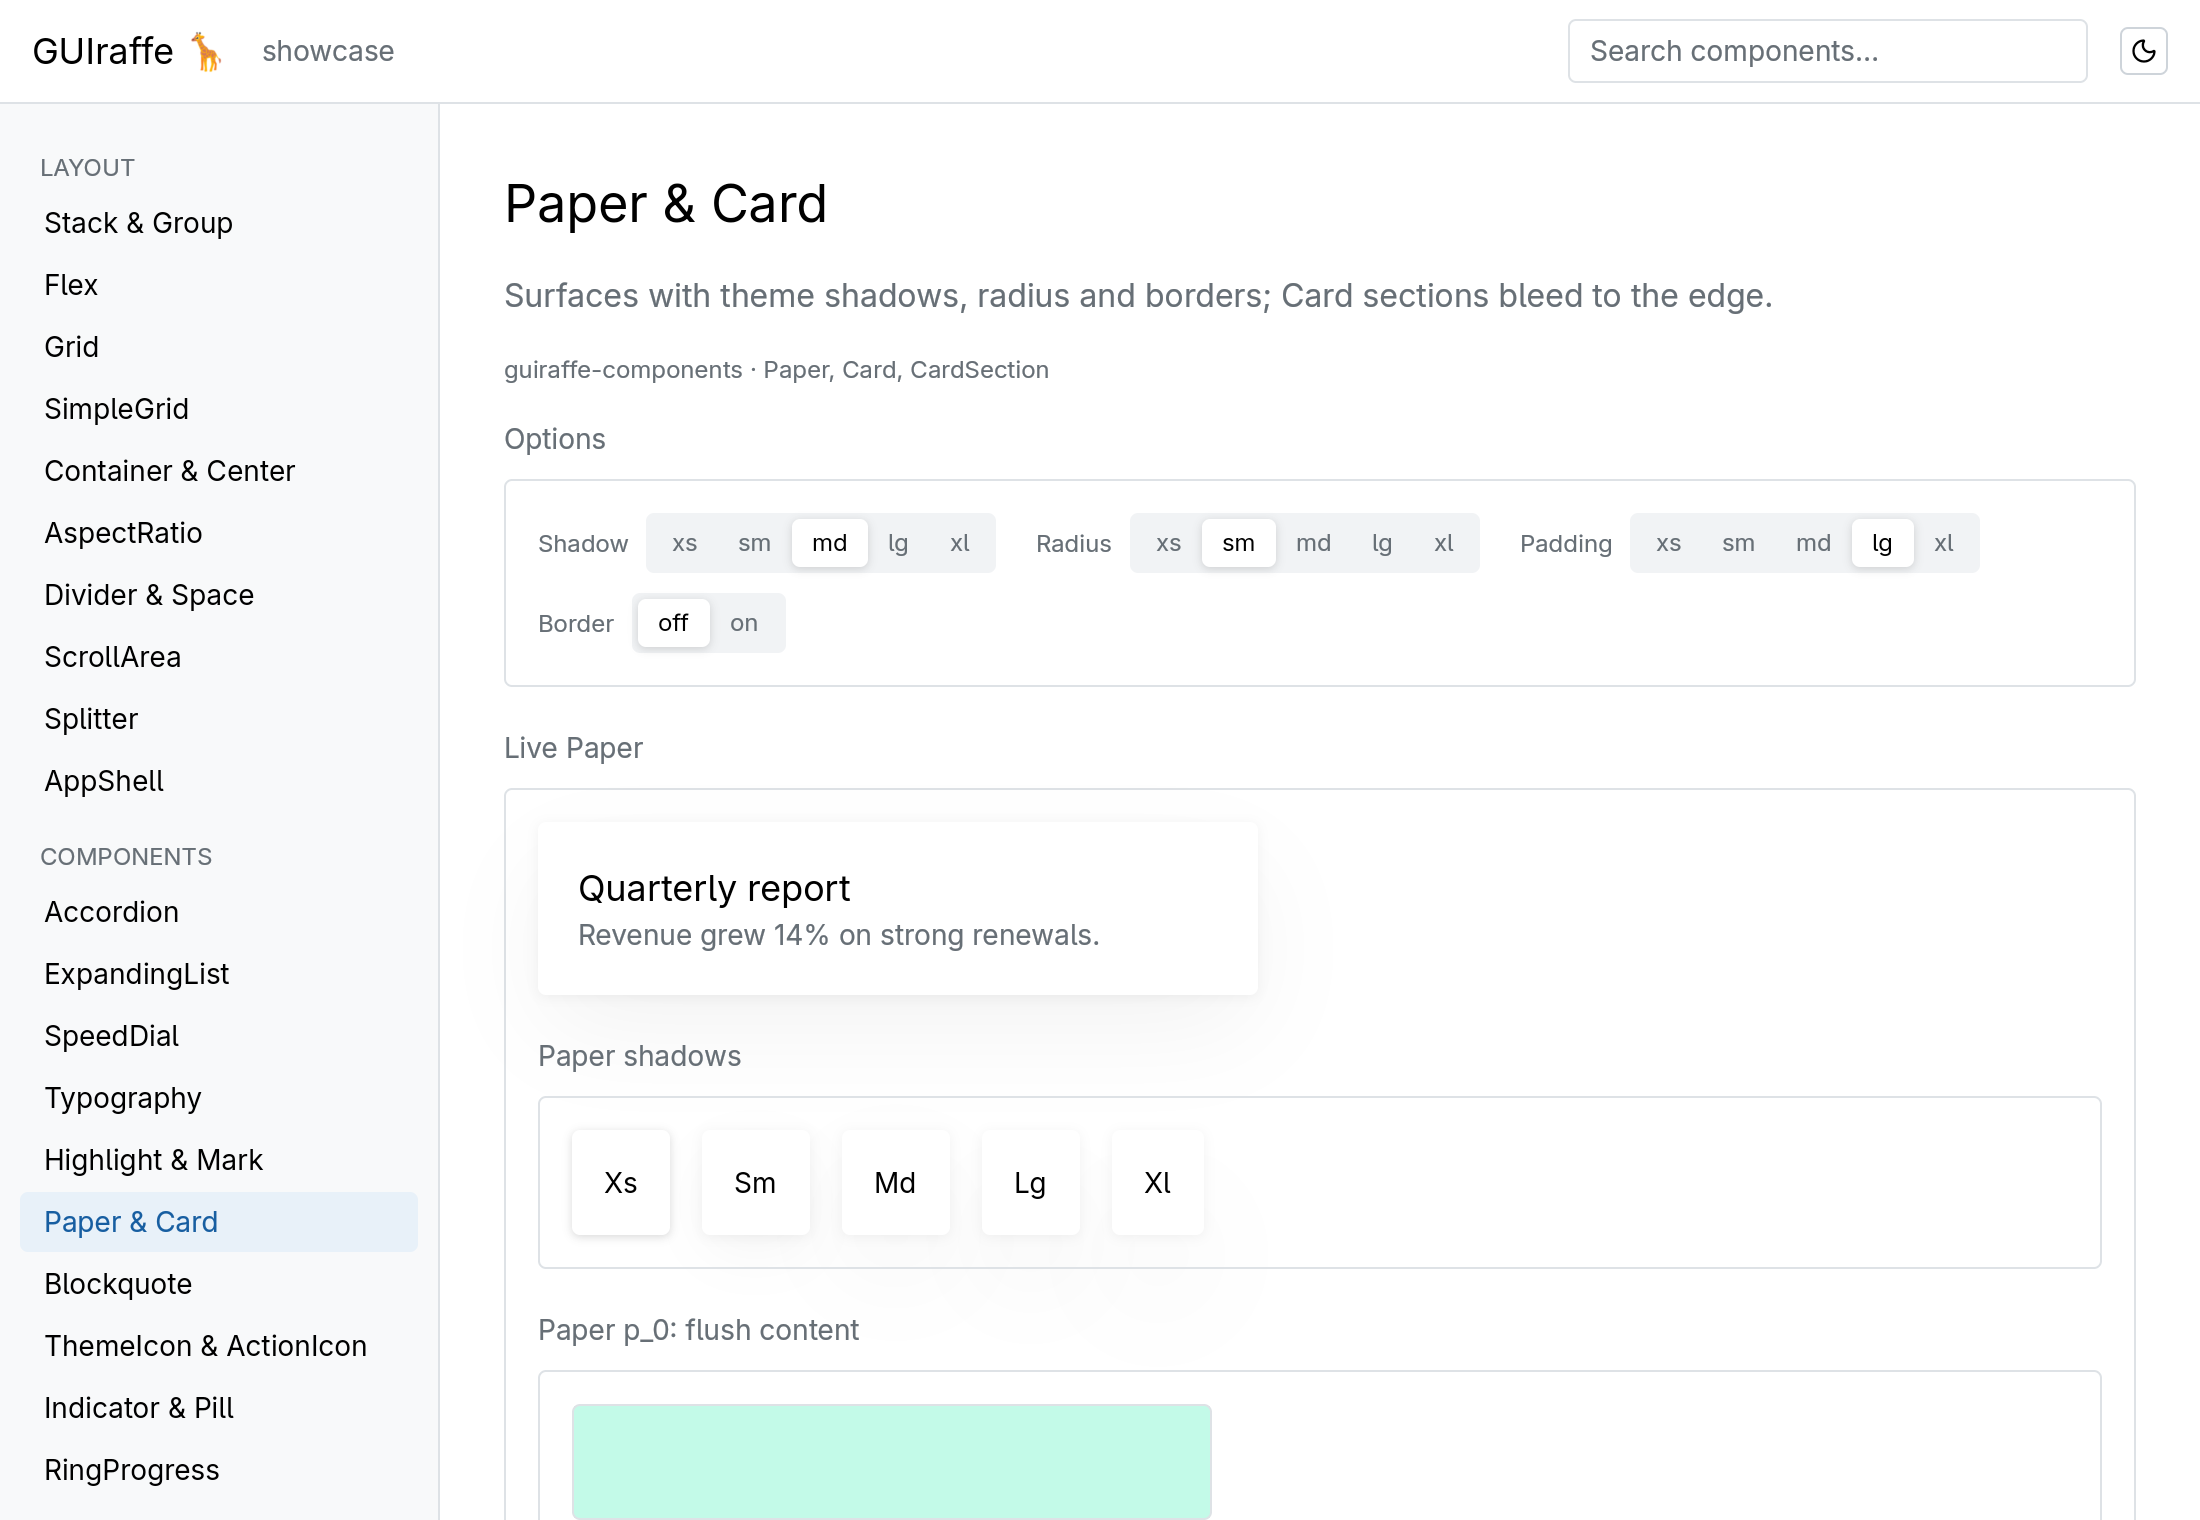 GUIraffe 🦒 showcase Search components...
LAYOUT
Stack & Group
Flex
Grid
SimpleGrid
Container & Center
AspectRatio
Divider & Space
ScrollArea
Splitter
AppShell
COMPONENTS
Accordion
ExpandingList
SpeedDial
Typography
Highlight & Mark
Paper & Card
Blockquote
ThemeIcon & ActionIcon
Indicator & Pill
RingProgress
Paper & Card
Surfaces with theme shadows, radius and borders; Card sections bleed to the edge.
guiraffe-components · Paper, Card, CardSection
Options
Shadow xs sm md lg xl Radius xs sm md lg xl Padding xs sm md lg xl
Border off on
Live Paper
Quarterly report
Revenue grew 14% on strong renewals.
Paper shadows
Xs Sm Md Lg Xl
Paper p_0: flush content